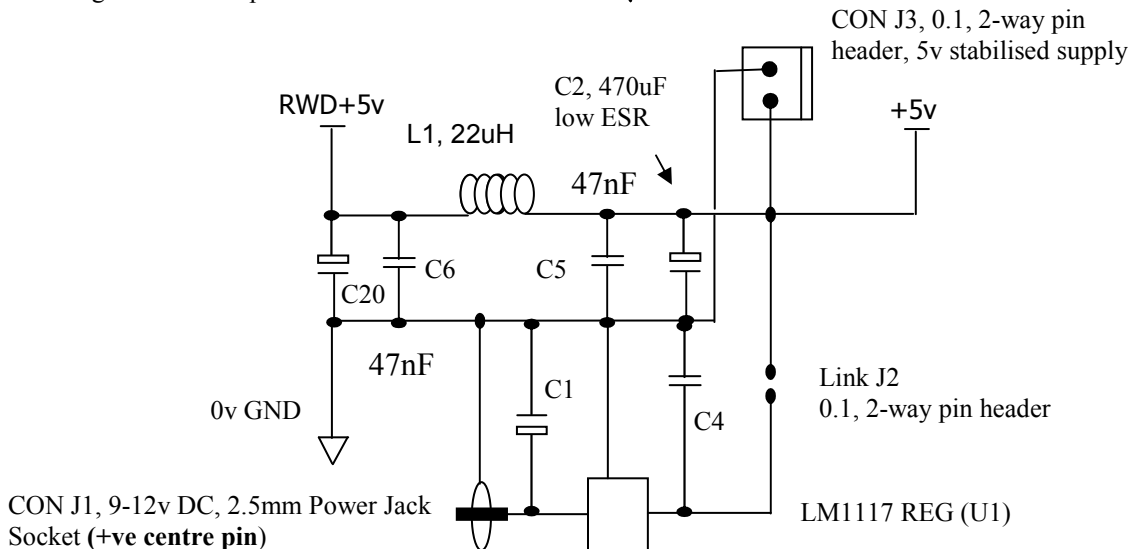 CON J3, 0.1, 2-way pin
header, 5v stabilised supply
C2, 470uF
low ESR
RWD+5v
+5v
L1, 22uH
47nF
C6
C5
C20
47nF
C1
Link J2
0.1, 2-way pin header
0v GND
C4
CON J1, 9-12v DC, 2.5mm Power Jack
Socket (+ve centre pin)
LM1117 REG (U1)